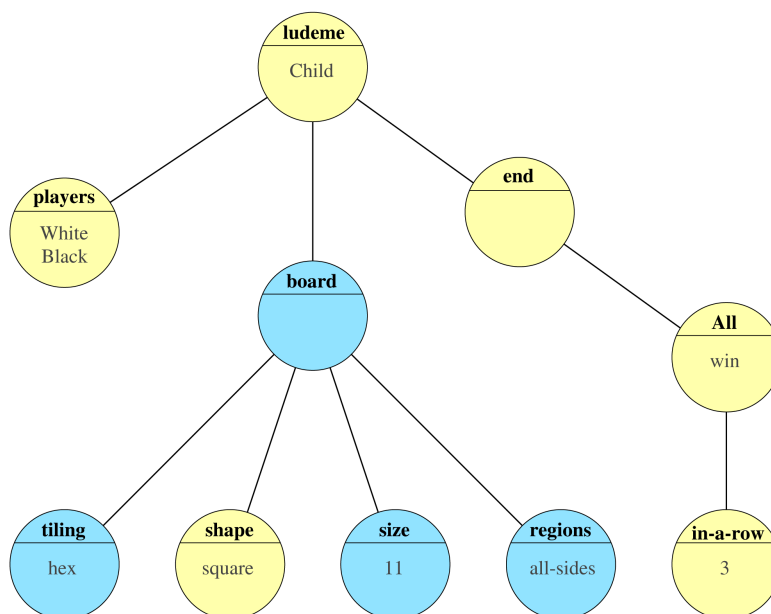 ludeme
Child
players
White
Black
end
board
All
win
tiling
hex
shape
square
size
11
regions
all-sides
in-a-row
3